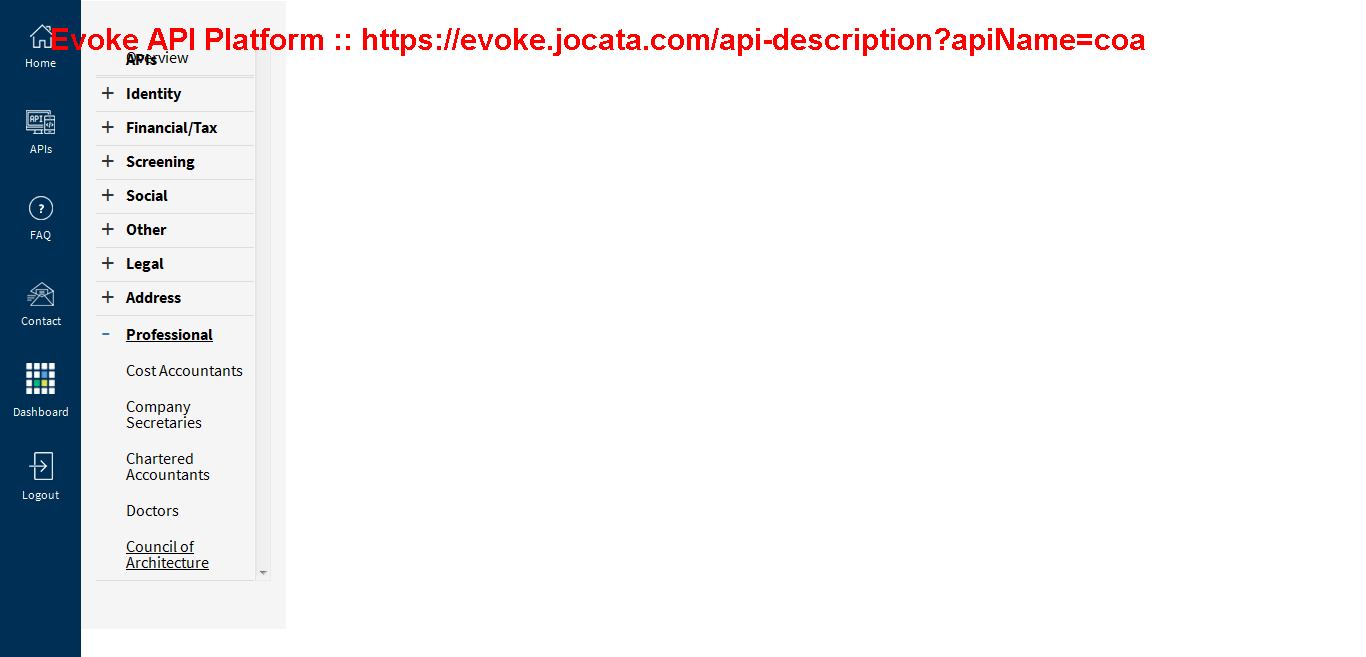 Evoke API Platform :: https://evoke.jocata.com/api-description?apiName=coa
Home
APIs
FAQ
Contact
Dashboard
Logout
APIs
Overview
Identity
Financial/Tax
Screening
Social
Other
Legal
Address
Professional
Cost Accountants
Company
Secretaries
Chartered
Accountants
Doctors
Council of
Architecture